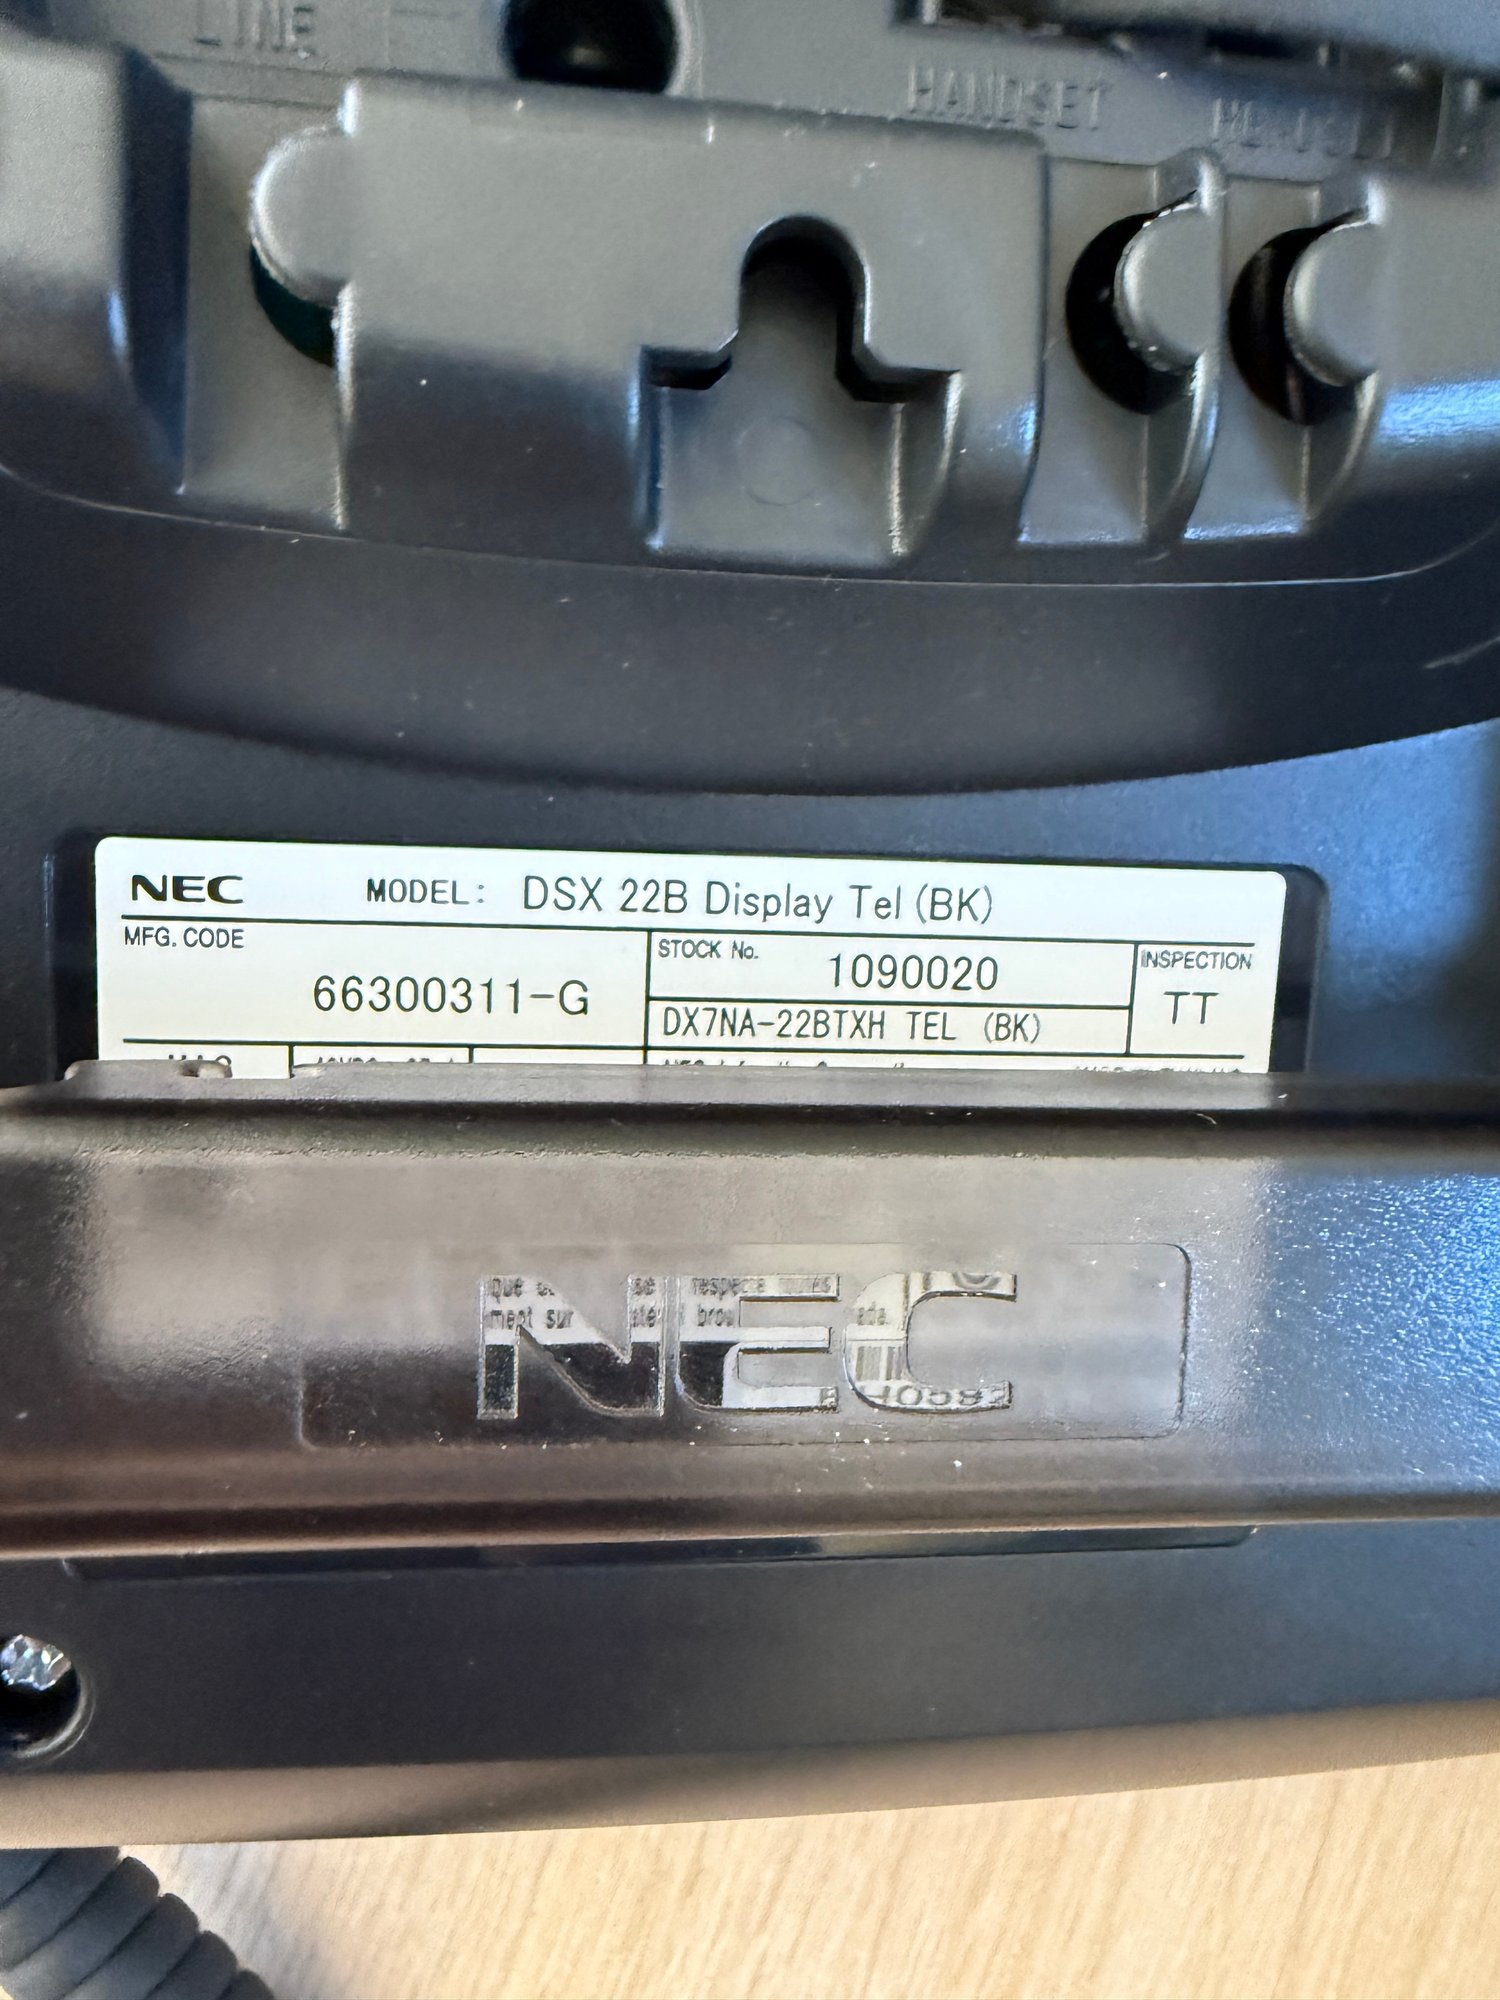 LINE
HANDSET
NEC MODEL: DSX 22B Display Tel (BK)
MFG. CODE
66300311-G
STOCK No.
1090020
DX7NA-22BTXH TEL (BK)
INSPECTION
TT
NEC